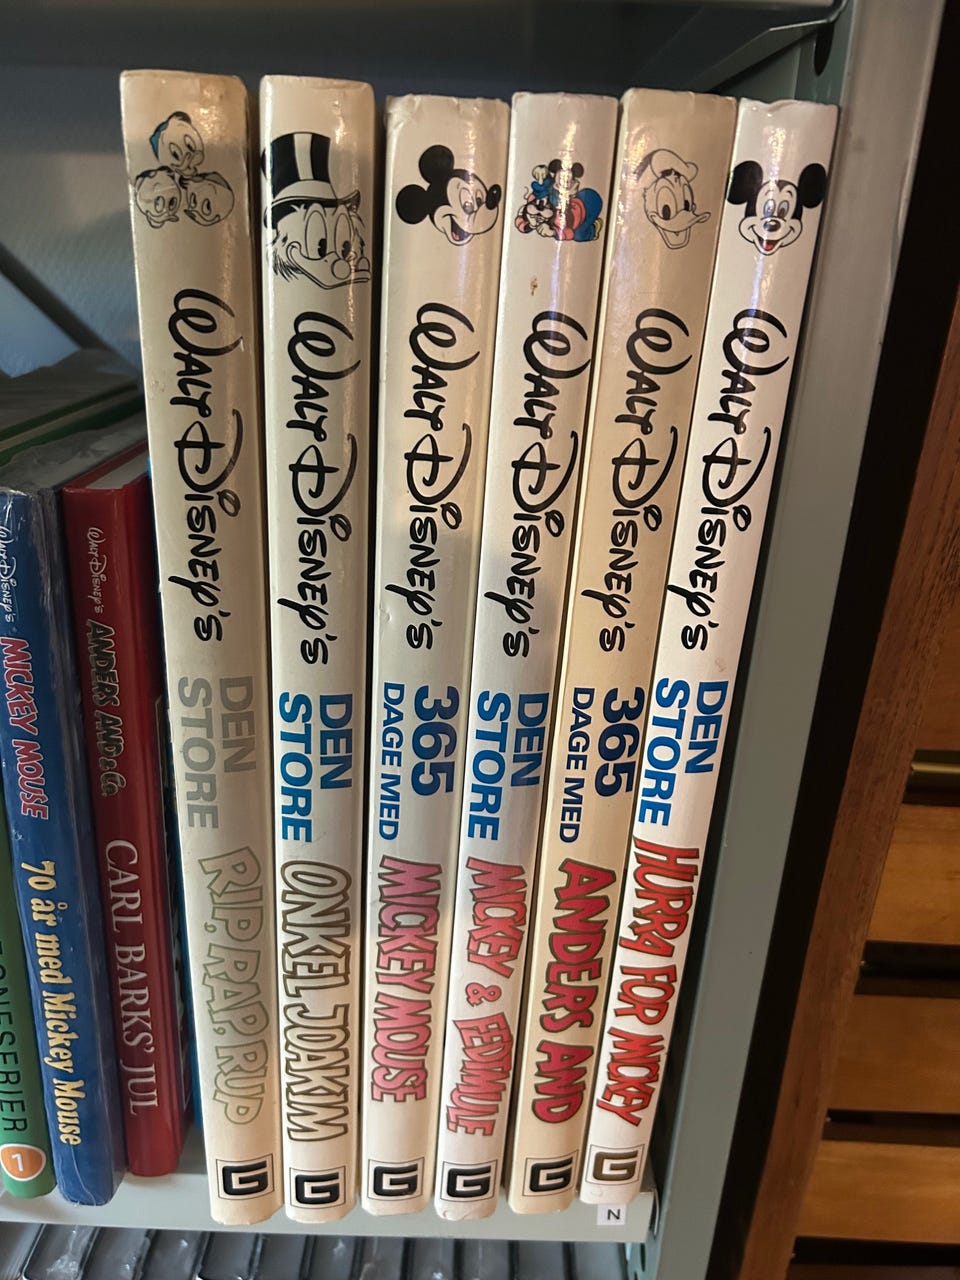 TEGNESERIER
1
WALT DISNEY'S
MICKEY MOUSE
70 år med Mickey Mouse
WALT DISNEY'S
ANDERS AND & Co.
CARL BARKS' JUL
WALT DISNEY'S
DEN
STORE
RIP, RAP, RUP
G
WALT DISNEY'S
DEN
STORE
ONKEL JOAKIM
G
WALT DISNEY'S
365
DAGE MED
MICKEY MOUSE
G
WALT DISNEY'S
DEN
STORE
MICKEY & FEDTMULE
G
WALT DISNEY'S
365
DAGE MED
ANDERS AND
G
WALT DISNEY'S
DEN
STORE
HURRA FOR MICKEY
G
N